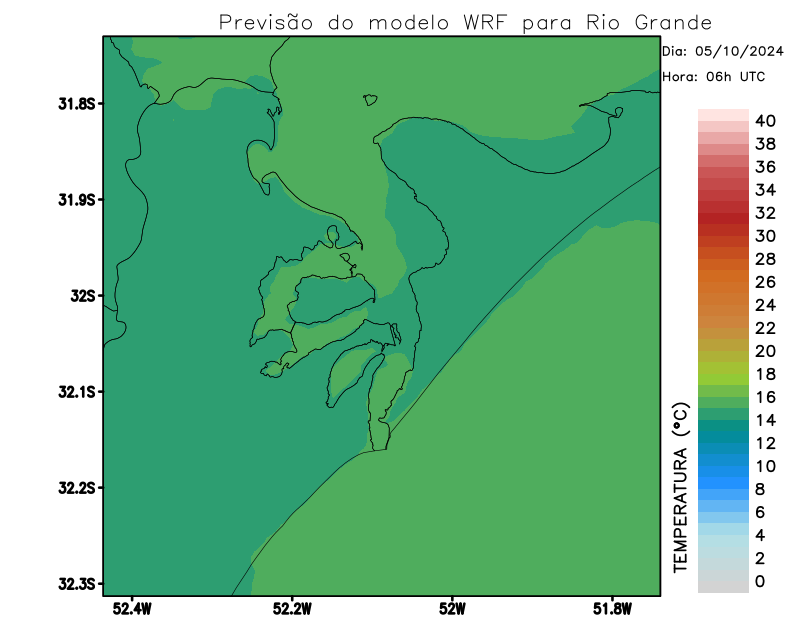 Previsão do modelo WRF para Rio Grande
Dia: 05/10/2024
Hora: 06h UTC
31.8S
31.9S
32S
32.1S
32.2S
32.3S
52.4W
52.2W
52W
51.8W
TEMPERATURA (°C)
40
38
36
34
32
30
28
26
24
22
20
18
16
14
12
10
8
6
4
2
0